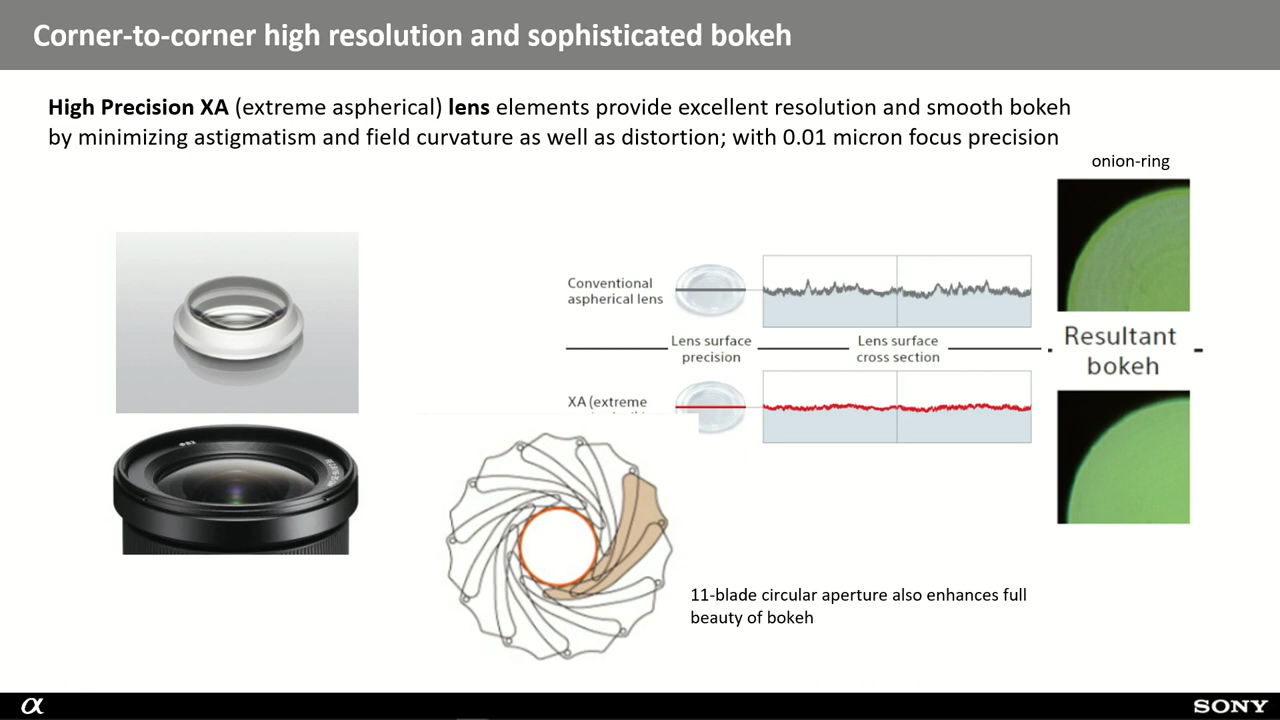 Corner-to-corner high resolution and sophisticated bokeh
High Precision XA (extreme aspherical) lens elements provide excellent resolution and smooth bokeh
by minimizing astigmatism and field curvature as well as distortion; with 0.01 micron focus precision
onion-ring
Conventional
aspherical lens
Lens surface
precision
Lens surface
cross section
Resultant
bokeh
XA (extreme
11-blade circular aperture also enhances full
beauty of bokeh
α
SONY